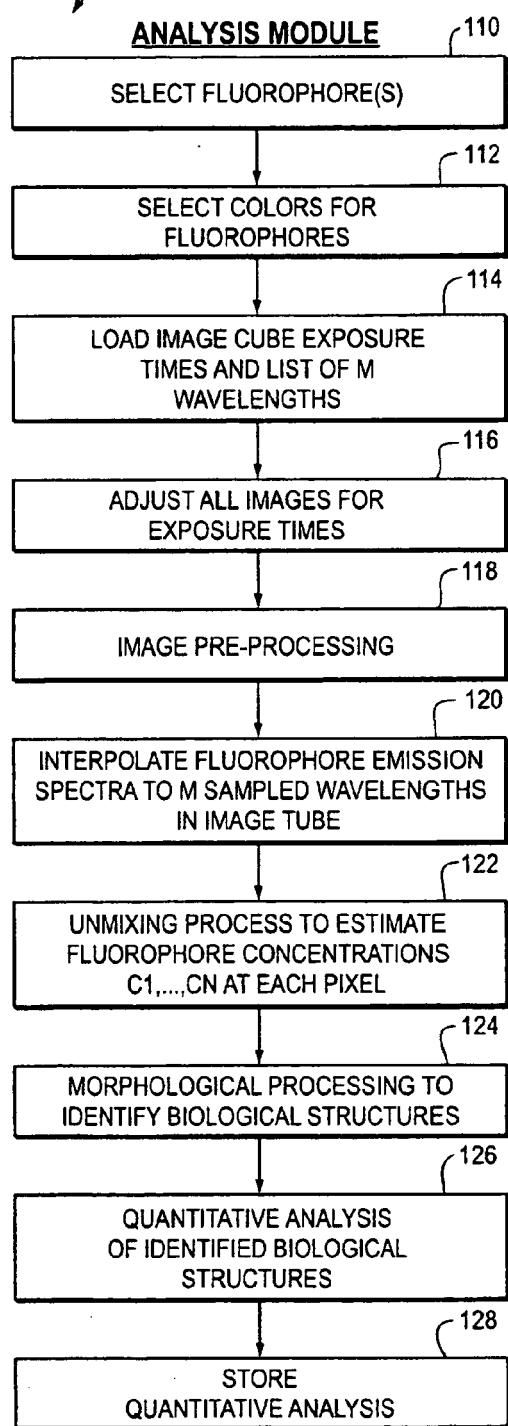 ANALYSIS MODULE
110
SELECT FLUOROPHORE(S)
112
SELECT COLORS FOR
FLUOROPHORES
114
LOAD IMAGE CUBE EXPOSURE
TIMES AND LIST OF M
WAVELENGTHS
116
ADJUST ALL IMAGES FOR
EXPOSURE TIMES
118
IMAGE PRE-PROCESSING
120
INTERPOLATE FLUOROPHORE EMISSION
SPECTRA TO M SAMPLED WAVELENGTHS
IN IMAGE TUBE
122
UNMIXING PROCESS TO ESTIMATE
FLUOROPHORE CONCENTRATIONS
C1,...,CN AT EACH PIXEL
124
MORPHOLOGICAL PROCESSING TO
IDENTIFY BIOLOGICAL STRUCTURES
126
QUANTITATIVE ANALYSIS
OF IDENTIFIED BIOLOGICAL
STRUCTURES
128
STORE
QUANTITATIVE ANALYSIS